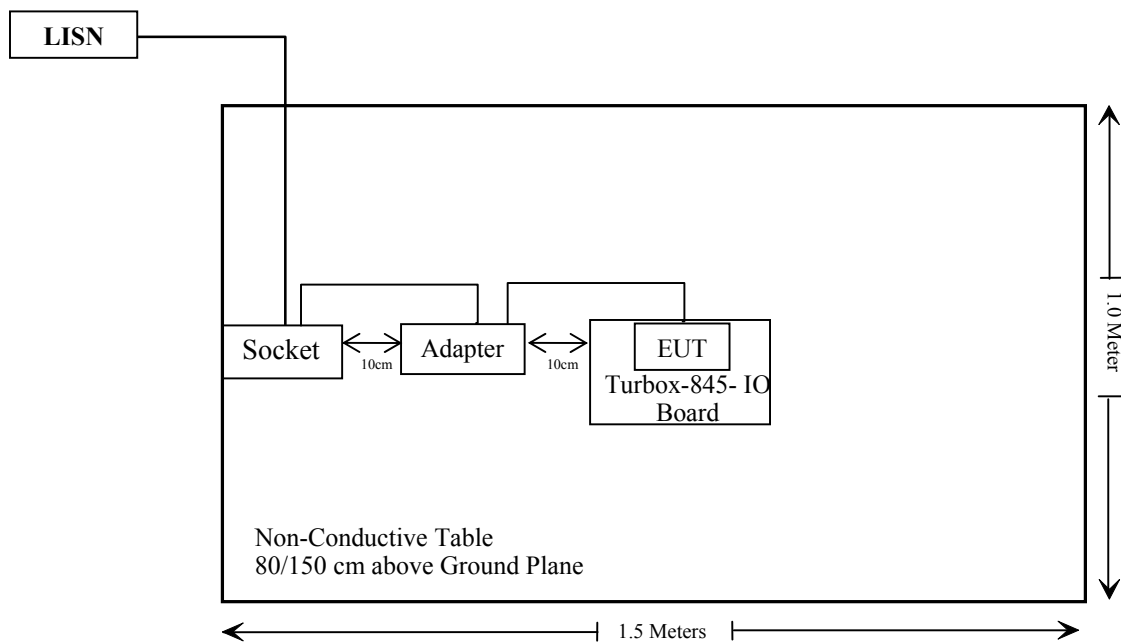 LISN
Socket
10cm
Adapter
10cm
EUT
Turbox-845- IO
Board
1.0 Meter
Non-Conductive Table
80/150 cm above Ground Plane
1.5 Meters